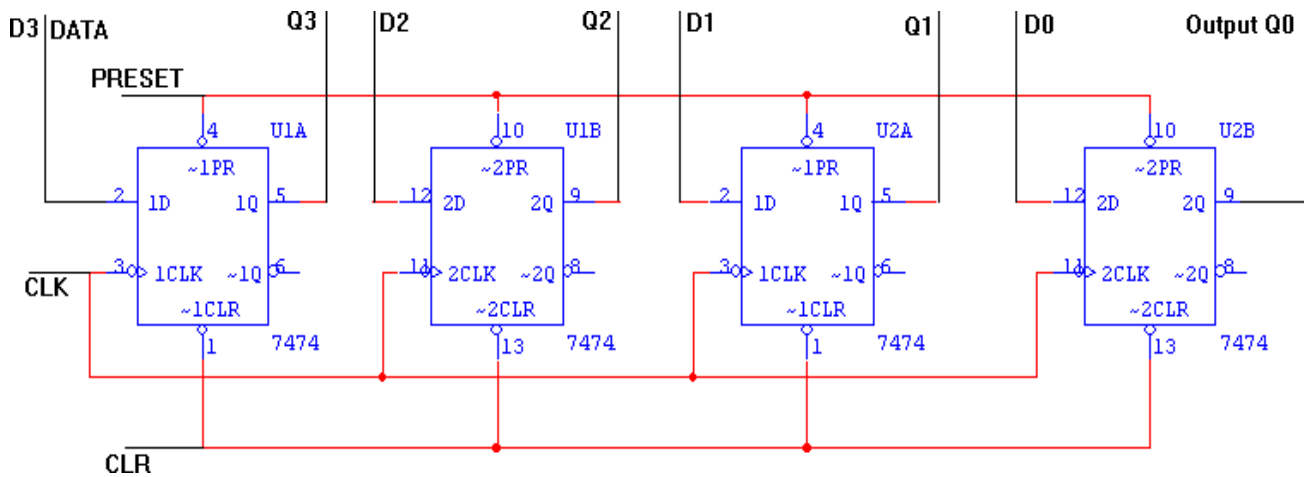 D3 DATA Q3 D2 Q2 D1 Q1 D0 Output Q0
PRESET
4 U1A 10 U1B 4 U2A 10 U2B
~1PR ~2PR ~1PR ~2PR
2 1D 1Q 5 12 2D 2Q 9 2 1D 1Q 5 12 2D 2Q 9
3 1CLK ~1Q 6 11 2CLK ~2Q 8 3 1CLK ~1Q 6 11 2CLK ~2Q 8
CLK
~1CLR ~2CLR ~1CLR ~2CLR
1 7474 13 7474 1 7474 13 7474
CLR